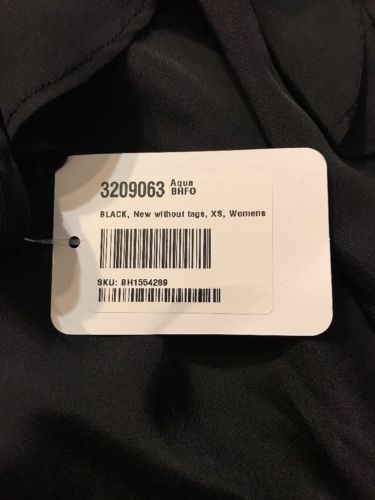 3209063 Aqua
BHFO
BLACK, New without tags, XS, Womens
SKU: BH1554289